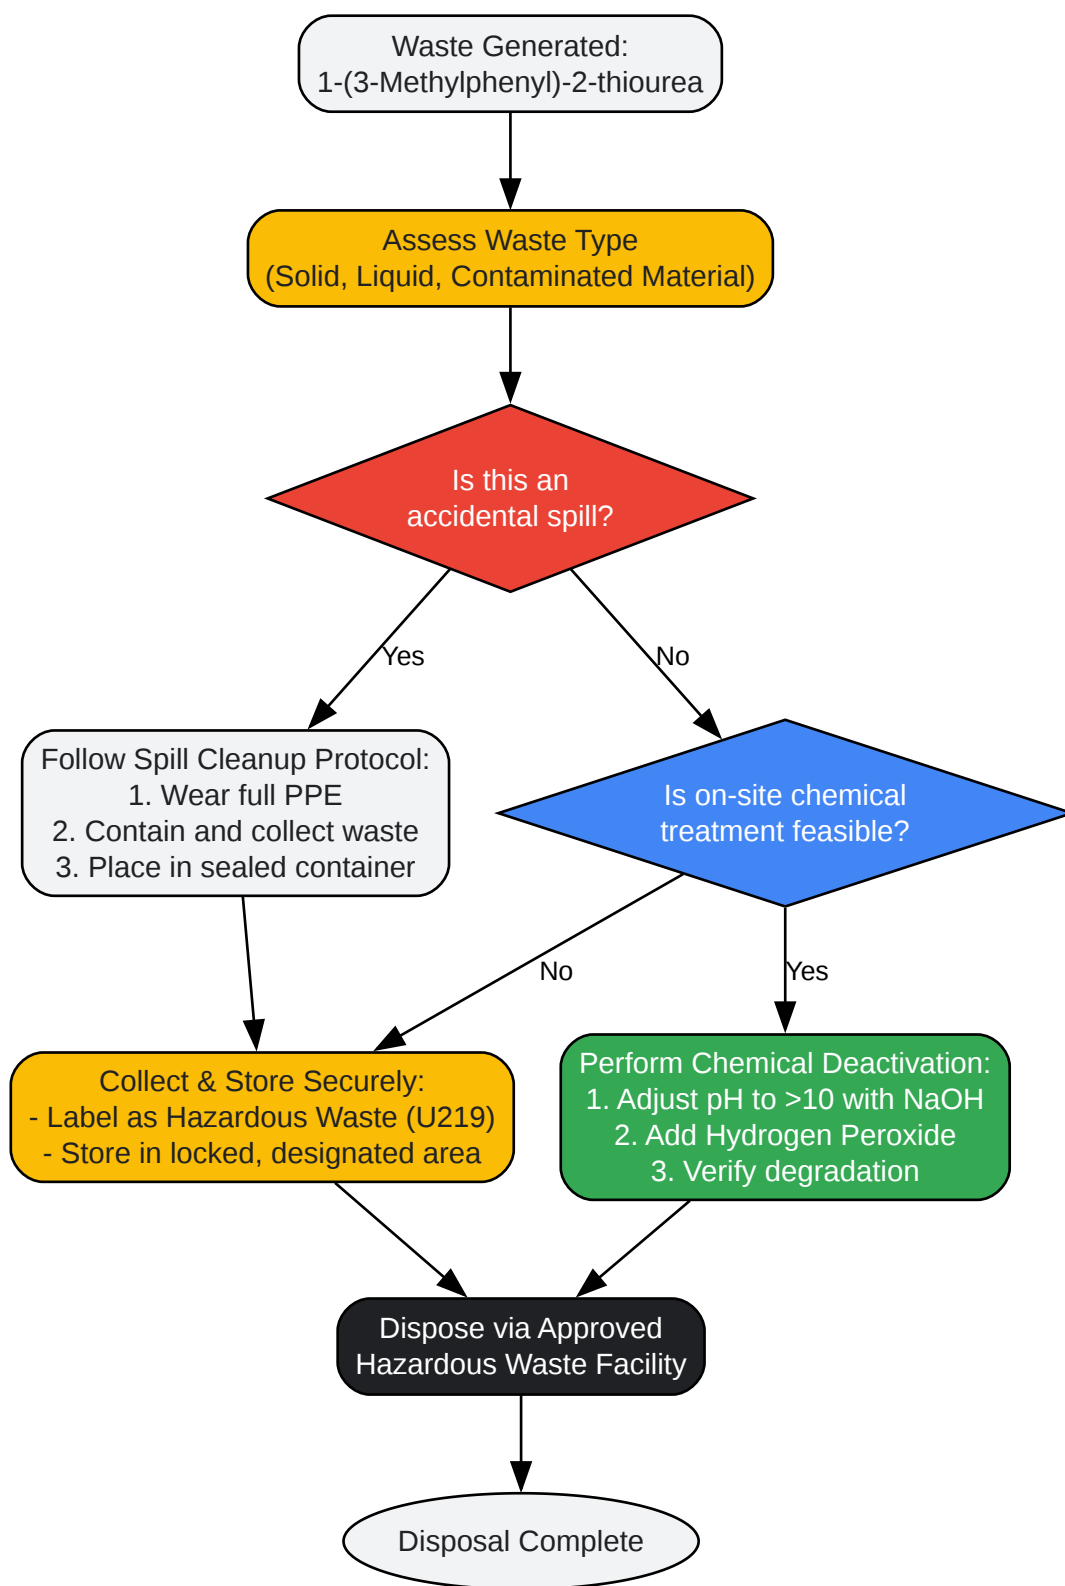 Waste Generated:
1-(3-Methylphenyl)-2-thiourea
Assess Waste Type
(Solid, Liquid, Contaminated Material)
Is this an
accidental spill?
Yes
No
Follow Spill Cleanup Protocol:
1. Wear full PPE
2. Contain and collect waste
3. Place in sealed container
Is on-site chemical
treatment feasible?
No
Yes
Collect & Store Securely:
- Label as Hazardous Waste (U219)
- Store in locked, designated area
Perform Chemical Deactivation:
1. Adjust pH to >10 with NaOH
2. Add Hydrogen Peroxide
3. Verify degradation
Dispose via Approved
Hazardous Waste Facility
Disposal Complete